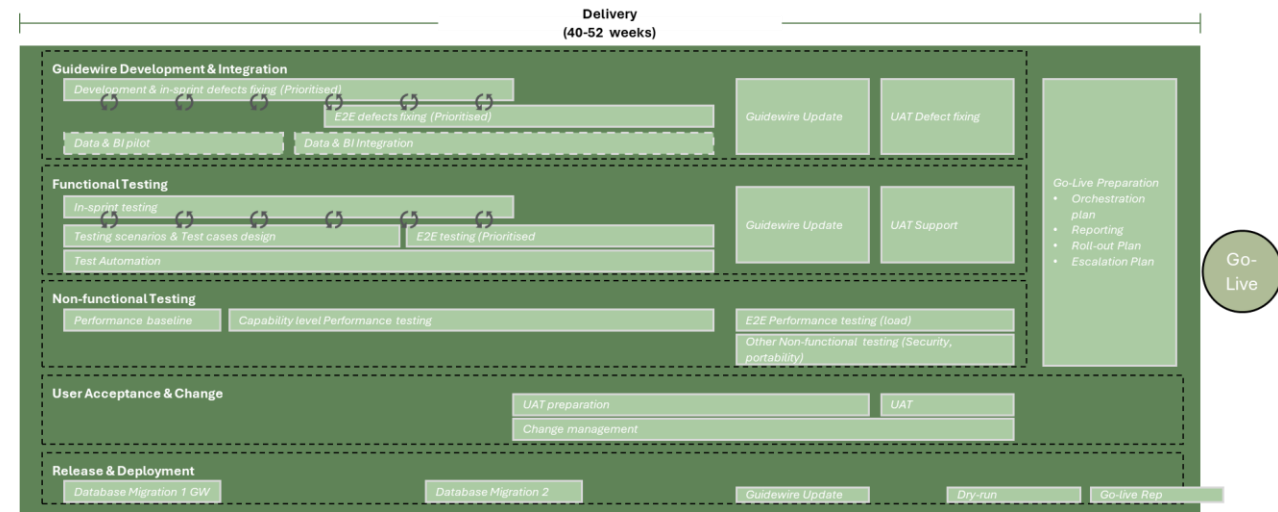 Delivery
(40-52 weeks)
Guidewire Development & Integration
Development & in-sprint defects fixing (Prioritised)
E2E defects fixing (Prioritised)
Data & BI pilot
Data & BI Integration
Guidewire Update
UAT Defect fixing
Functional Testing
In-sprint testing
Testing scenarios & Test cases design
E2E testing (Prioritised
Test Automation
Guidewire Update
UAT Support
Non-functional Testing
Performance baseline
Capability level Performance testing
E2E Performance testing (load)
Other Non-functional testing (Security,
portability)
User Acceptance & Change
UAT preparation
UAT
Change management
Release & Deployment
Database Migration 1 GW
Database Migration 2
Guidewire Update
Dry-run
Go-live Rep
Go-Live Preparation
• Orchestration
plan
• Reporting
• Roll-out Plan
• Escalation Plan
Go-
Live